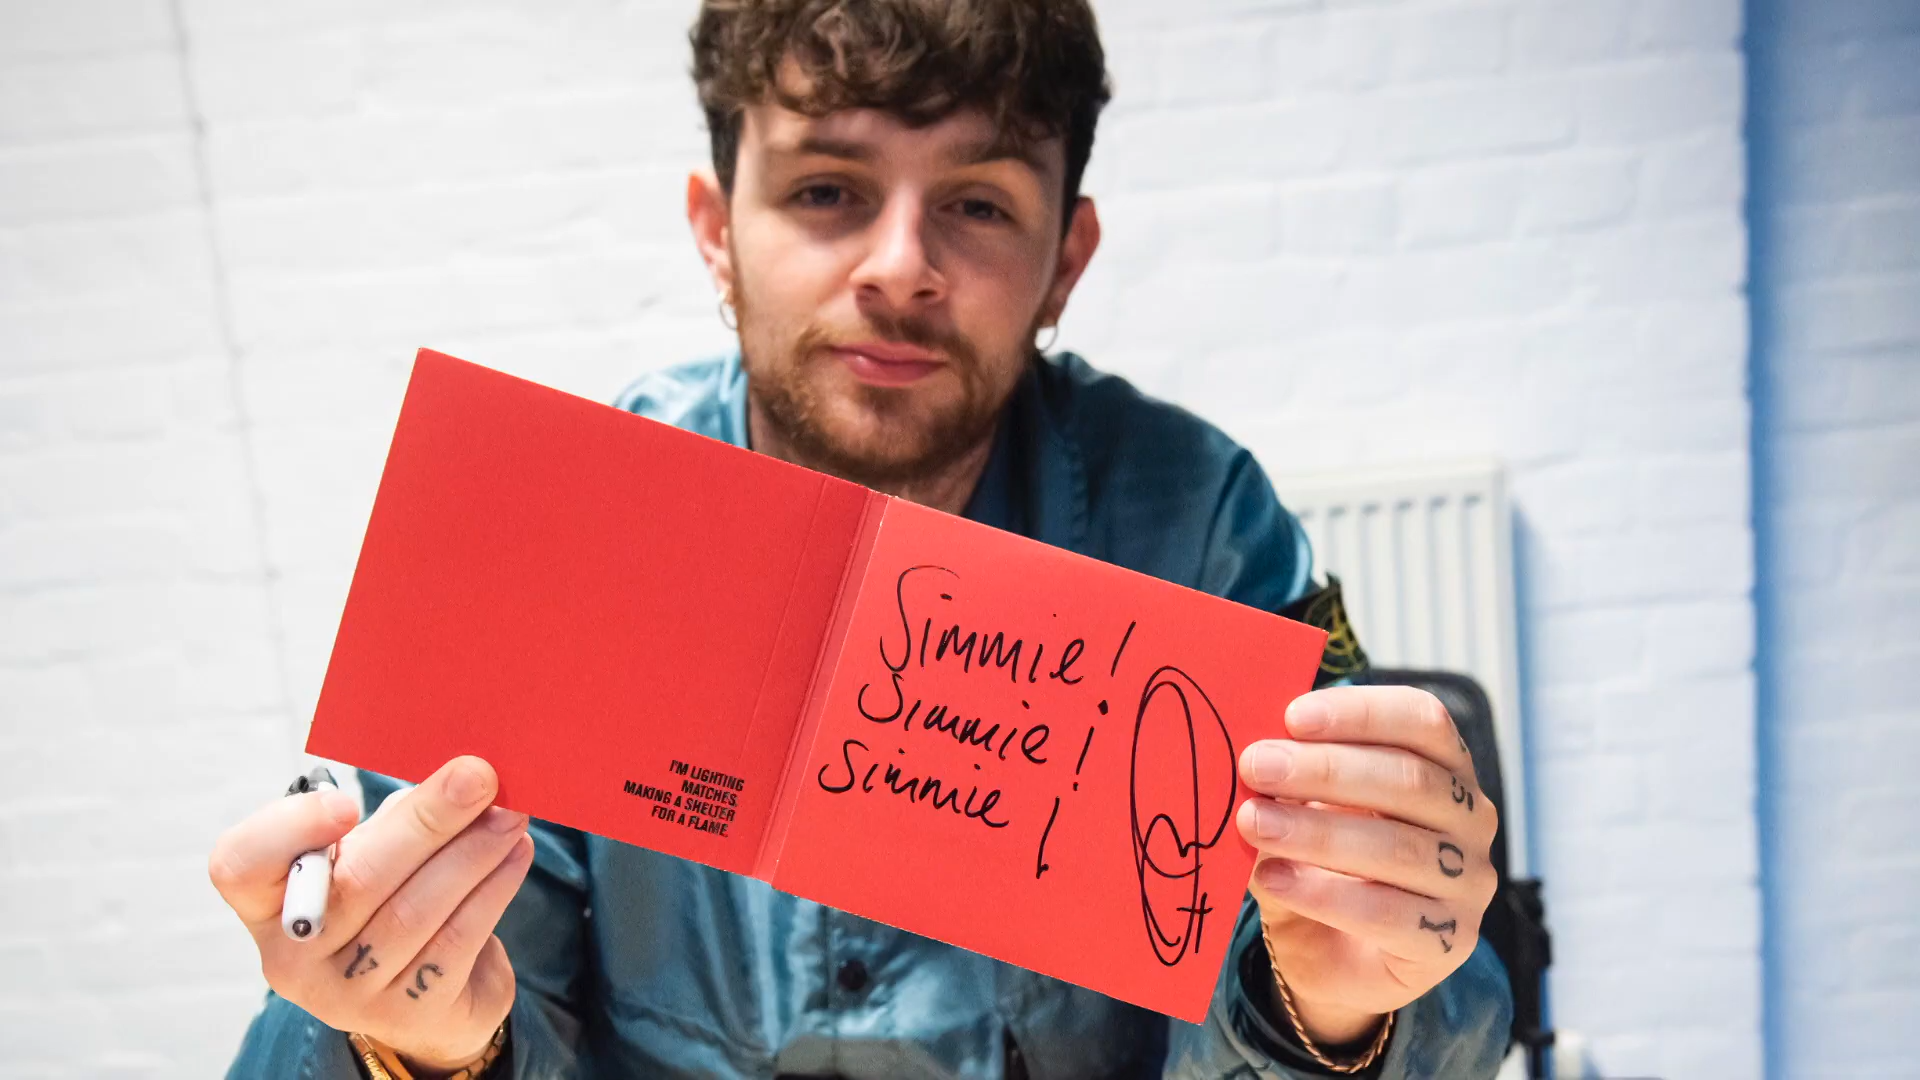 I'M LIGHTING
MATCHES,
MAKING A SHELTER
FOR A FLAME.
Simmie!
Simmie!
Simmie!